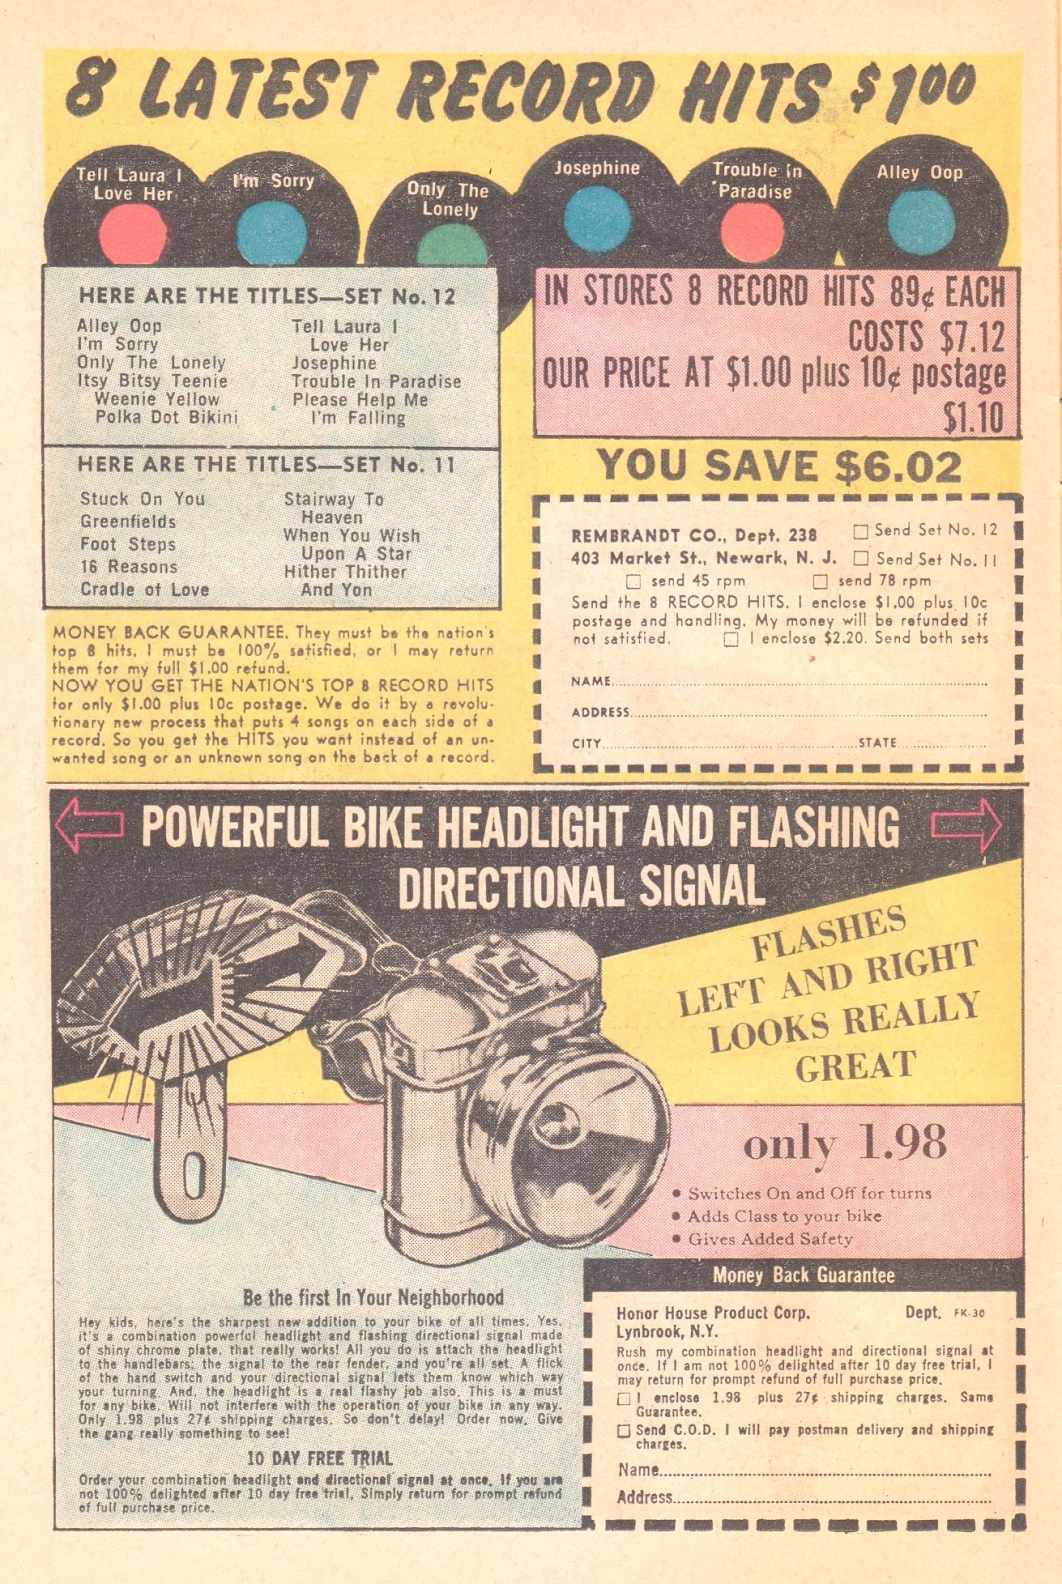 8 LATEST RECORD HITS $1.00
Tell Laura I
Love Her
I'm Sorry
Only The
Lonely
Josephine
Trouble In
Paradise
Alley Oop
HERE ARE THE TITLES—SET No. 12
Alley Oop
I'm Sorry
Only The Lonely
Itsy Bitsy Teenie
Weenie Yellow
Polka Dot Bikini
Tell Laura I
Love Her
Josephine
Trouble In Paradise
Please Help Me
I'm Falling
HERE ARE THE TITLES—SET No. 11
Stuck On You
Greenfields
Foot Steps
16 Reasons
Cradle of Love
Stairway To
Heaven
When You Wish
Upon A Star
Hither Thither
And Yon
MONEY BACK GUARANTEE. They must be the nation's
top 8 hits. I must be 100% satisfied, or I may return
them for my full $1.00 refund.
NOW YOU GET THE NATION'S TOP 8 RECORD HITS
for only $1.00 plus 10c postage. We do it by a revolu-
tionary new process that puts 4 songs on each side of a
record. So you get the HITS you want instead of an un-
wanted song or an unknown song on the back of a record.
IN STORES 8 RECORD HITS 89¢ EACH
COSTS $7.12
OUR PRICE AT $1.00 plus 10¢ postage
$1.10
YOU SAVE $6.02
REMBRANDT CO., Dept. 238 □ Send Set No. 12
403 Market St., Newark, N. J. □ Send Set No. 11
□ send 45 rpm □ send 78 rpm
Send the 8 RECORD HITS. I enclose $1.00 plus 10c
postage and handling. My money will be refunded if
not satisfied. □ I enclose $2.20. Send both sets
NAME
ADDRESS
CITY STATE
POWERFUL BIKE HEADLIGHT AND FLASHING
DIRECTIONAL SIGNAL
FLASHES
LEFT AND RIGHT
LOOKS REALLY
GREAT
only 1.98
• Switches On and Off for turns
• Adds Class to your bike
• Gives Added Safety
Be the first In Your Neighborhood
Hey kids, here's the sharpest new addition to your bike of all times. Yes,
it's a combination powerful headlight and flashing directional signal made
of shiny chrome plate, that really works! All you do is attach the headlight
to the handlebars; the signal to the rear fender, and you're all set. A flick
of the hand switch and your directional signal lets them know which way
your turning. And, the headlight is a real flashy job also. This is a must
for any bike. Will not interfere with the operation of your bike in any way.
Only 1.98 plus 27¢ shipping charges. So don't delay! Order now. Give
the gang really something to see!
10 DAY FREE TRIAL
Order your combination headlight and directional signal at once. If you are
not 100% delighted after 10 day free trial, Simply return for prompt refund
of full purchase price.
Money Back Guarantee
Honor House Product Corp. Dept. FK-30
Lynbrook, N.Y.
Rush my combination headlight and directional signal at
once. If I am not 100% delighted after 10 day free trial, I
may return for prompt refund of full purchase price.
□ I enclose 1.98 plus 27¢ shipping charges. Same
Guarantee.
□ Send C.O.D. I will pay postman delivery and shipping
charges.
Name
Address